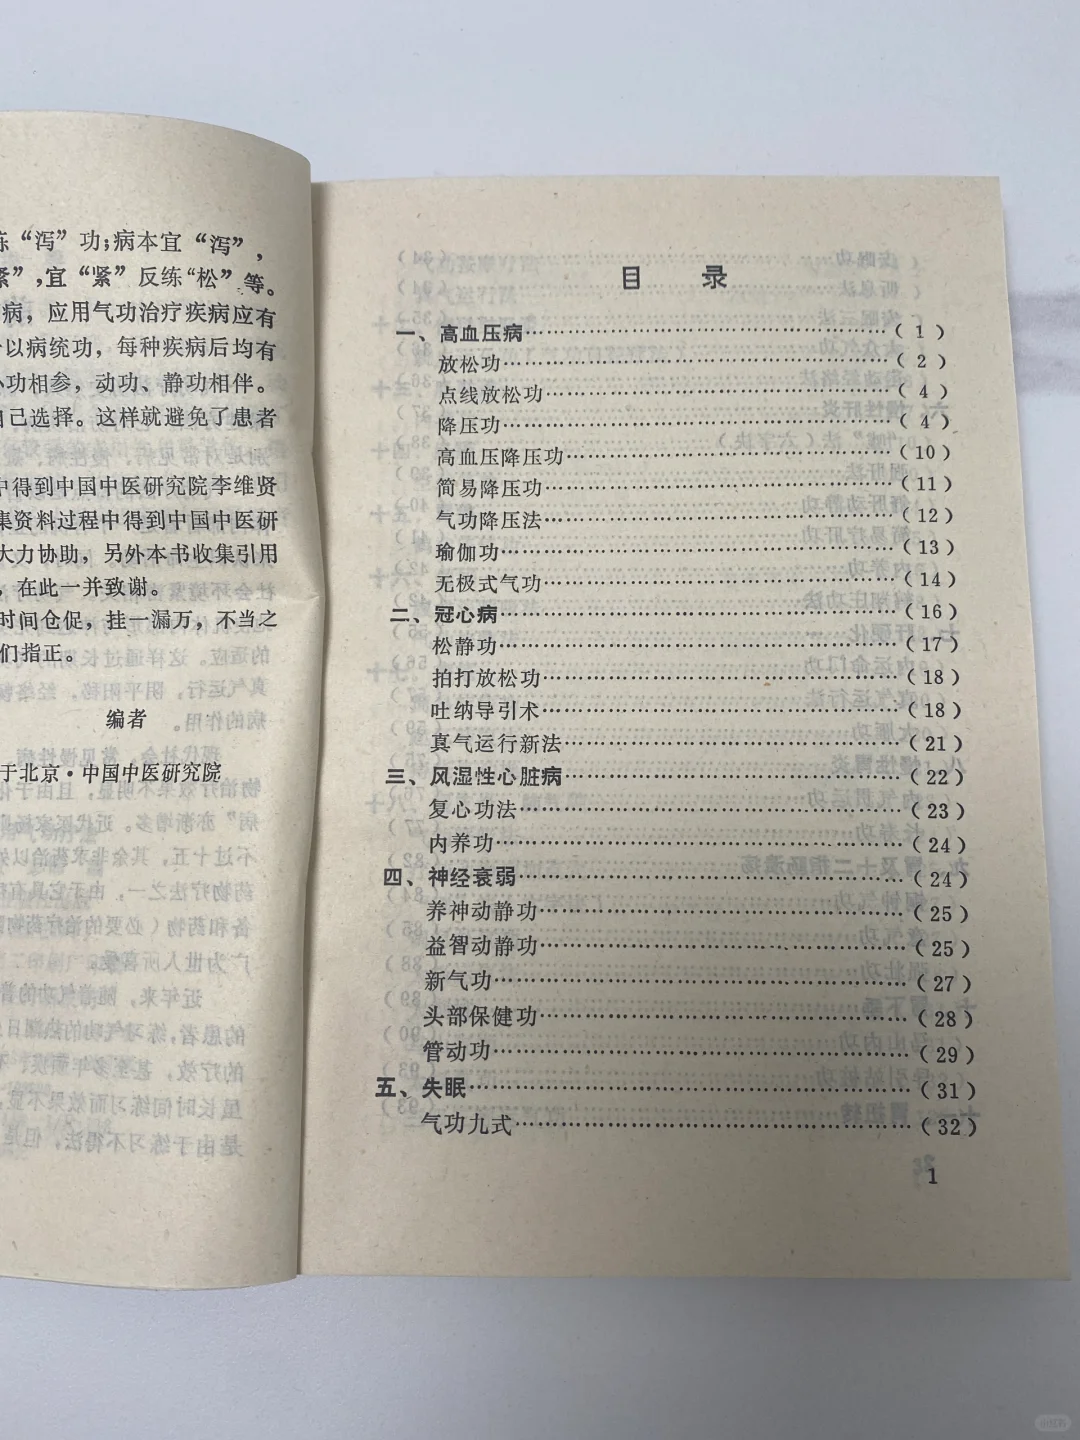 练“泻”功；病本宜“泻”，
紧”，宜“紧”反练“松”等。
病，应用气功治疗疾病应有
以病统功，每种疾病后均有
小功相参，动功、静功相伴。
自己选择。这样就避免了患者
中得到中国中医研究院李维贤
集资料过程中得到中国中医研
大力协助，另外本书收集引用
，在此一并致谢。
时间仓促，挂一漏万，不当之
们指正。
编者
于北京·中国中医研究院
目 录
一、高血压病……（1）
放松功……（2）
点线放松功……（4）
降压功……（4）
高血压降压功……（10）
简易降压功……（11）
气功降压法……（12）
瑜伽功……（13）
无极式气功……（14）
二、冠心病……（16）
松静功……（17）
拍打放松功……（18）
吐纳导引术……（18）
真气运行新法……（21）
三、风湿性心脏病……（22）
复心功法……（23）
内养功……（24）
四、神经衰弱……（24）
养神动静功……（25）
益智动静功……（25）
新气功……（27）
头部保健功……（28）
管动功……（29）
五、失眠……（31）
气功九式……（32）
1